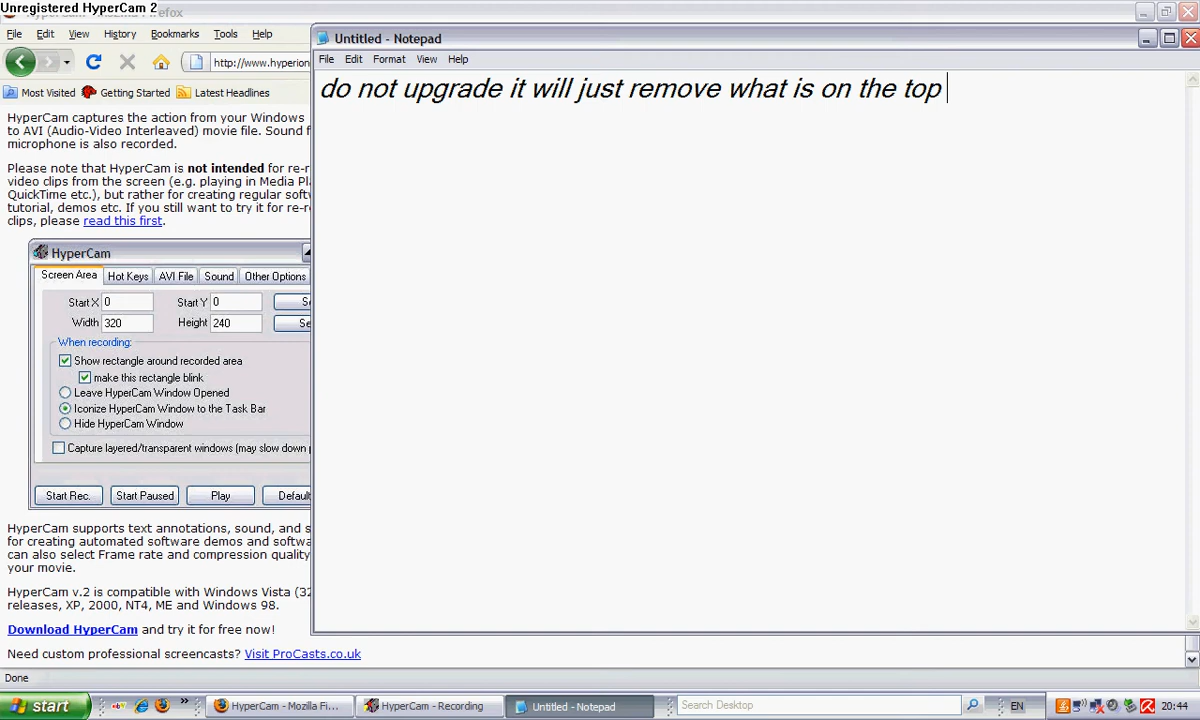 Unregistered HyperCam 2
File Edit View History Bookmarks Tools Help
http://www.hyperion
Most Visited Getting Started Latest Headlines
HyperCam captures the action from your Windows
to AVI (Audio-Video Interleaved) movie file. Sound
microphone is also recorded.
Please note that HyperCam is not intended for
video clips from the screen (e.g. playing in Media
QuickTime etc.), but rather for creating regular
tutorial, demos etc. If you still want to try it for
clips, please read this first.
HyperCam
Screen Area Hot Keys AVI File Sound Other Options
Start X 0 Start Y 0
Width 320 Height 240
When recording:
Show rectangle around recorded area
make this rectangle blink
Leave HyperCam Window Opened
Iconize HyperCam Window to the Task Bar
Hide HyperCam Window
Capture layered/transparent windows (may slow down
Start Rec. Start Paused Play Default
HyperCam supports text annotations, sound, and
for creating automated software demos and
can also select Frame rate and compression quality
your movie.
HyperCam v.2 is compatible with Windows Vista
releases, XP, 2000, NT4, ME and Windows 98.
Download HyperCam and try it for free now!
Need custom professional screencasts? Visit ProCasts.co.uk
Done
Untitled - Notepad
File Edit Format View Help
do not upgrade it will just remove what is on the top
start HyperCam - Mozilla Fi... HyperCam - Recording Untitled - Notepad Search Desktop EN 20:44